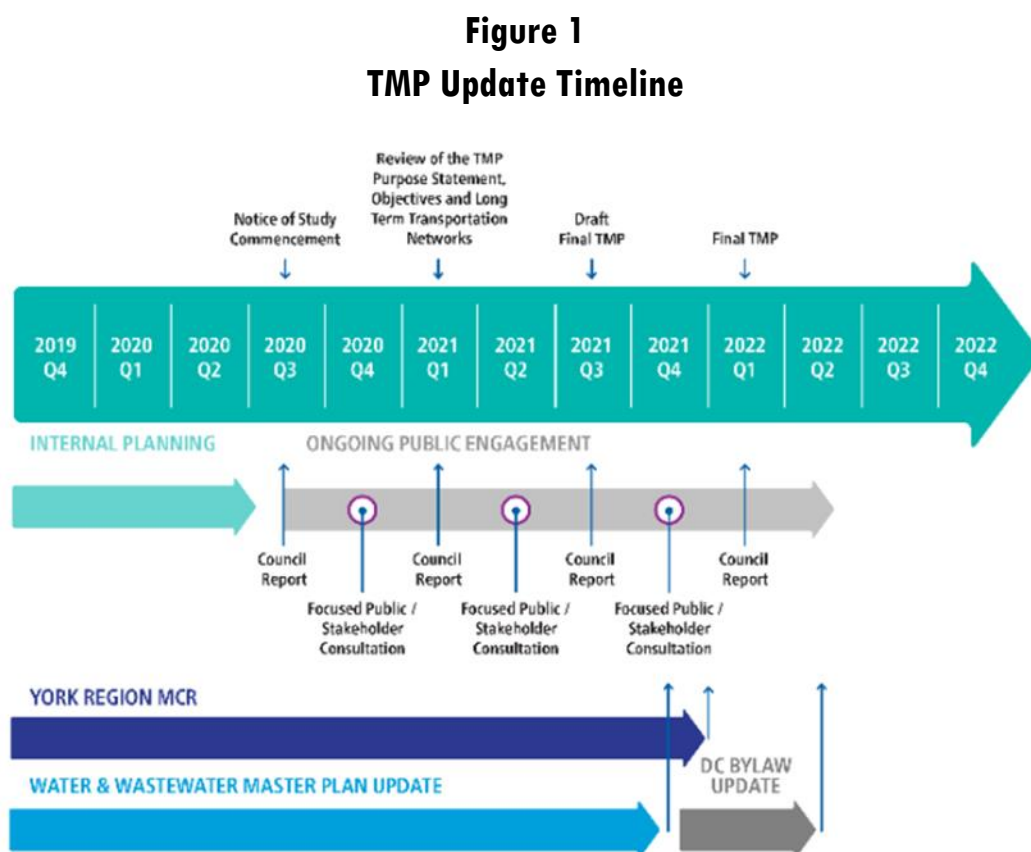 Figure 1
TMP Update Timeline
Review of the TMP
Purpose Statement,
Objectives and Long
Term Transportation
Networks
Notice of Study
Commencement
Draft
Final TMP
Final TMP
2019
Q4
2020
Q1
2020
Q2
2020
Q3
2020
Q4
2021
Q1
2021
Q2
2021
Q3
2021
Q4
2022
Q1
2022
Q2
2022
Q3
2022
Q4
INTERNAL PLANNING
ONGOING PUBLIC ENGAGEMENT
Council
Report
Council
Report
Council
Report
Council
Report
Focused Public /
Stakeholder
Consultation
Focused Public /
Stakeholder
Consultation
Focused Public /
Stakeholder
Consultation
YORK REGION MCR
WATER & WASTEWATER MASTER PLAN UPDATE
DC BYLAW
UPDATE